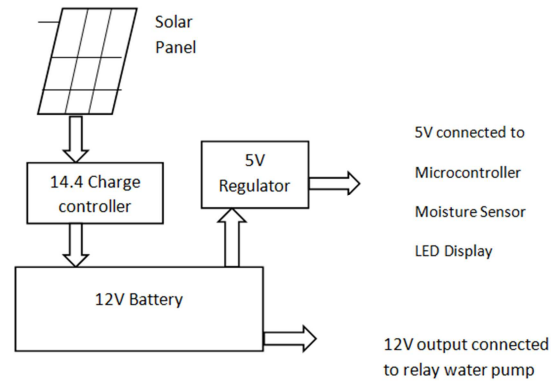 Solar
Panel
14.4 Charge
controller
5V
Regulator
5V connected to
Microcontroller
Moisture Sensor
LED Display
12V Battery
12V output connected
to relay water pump